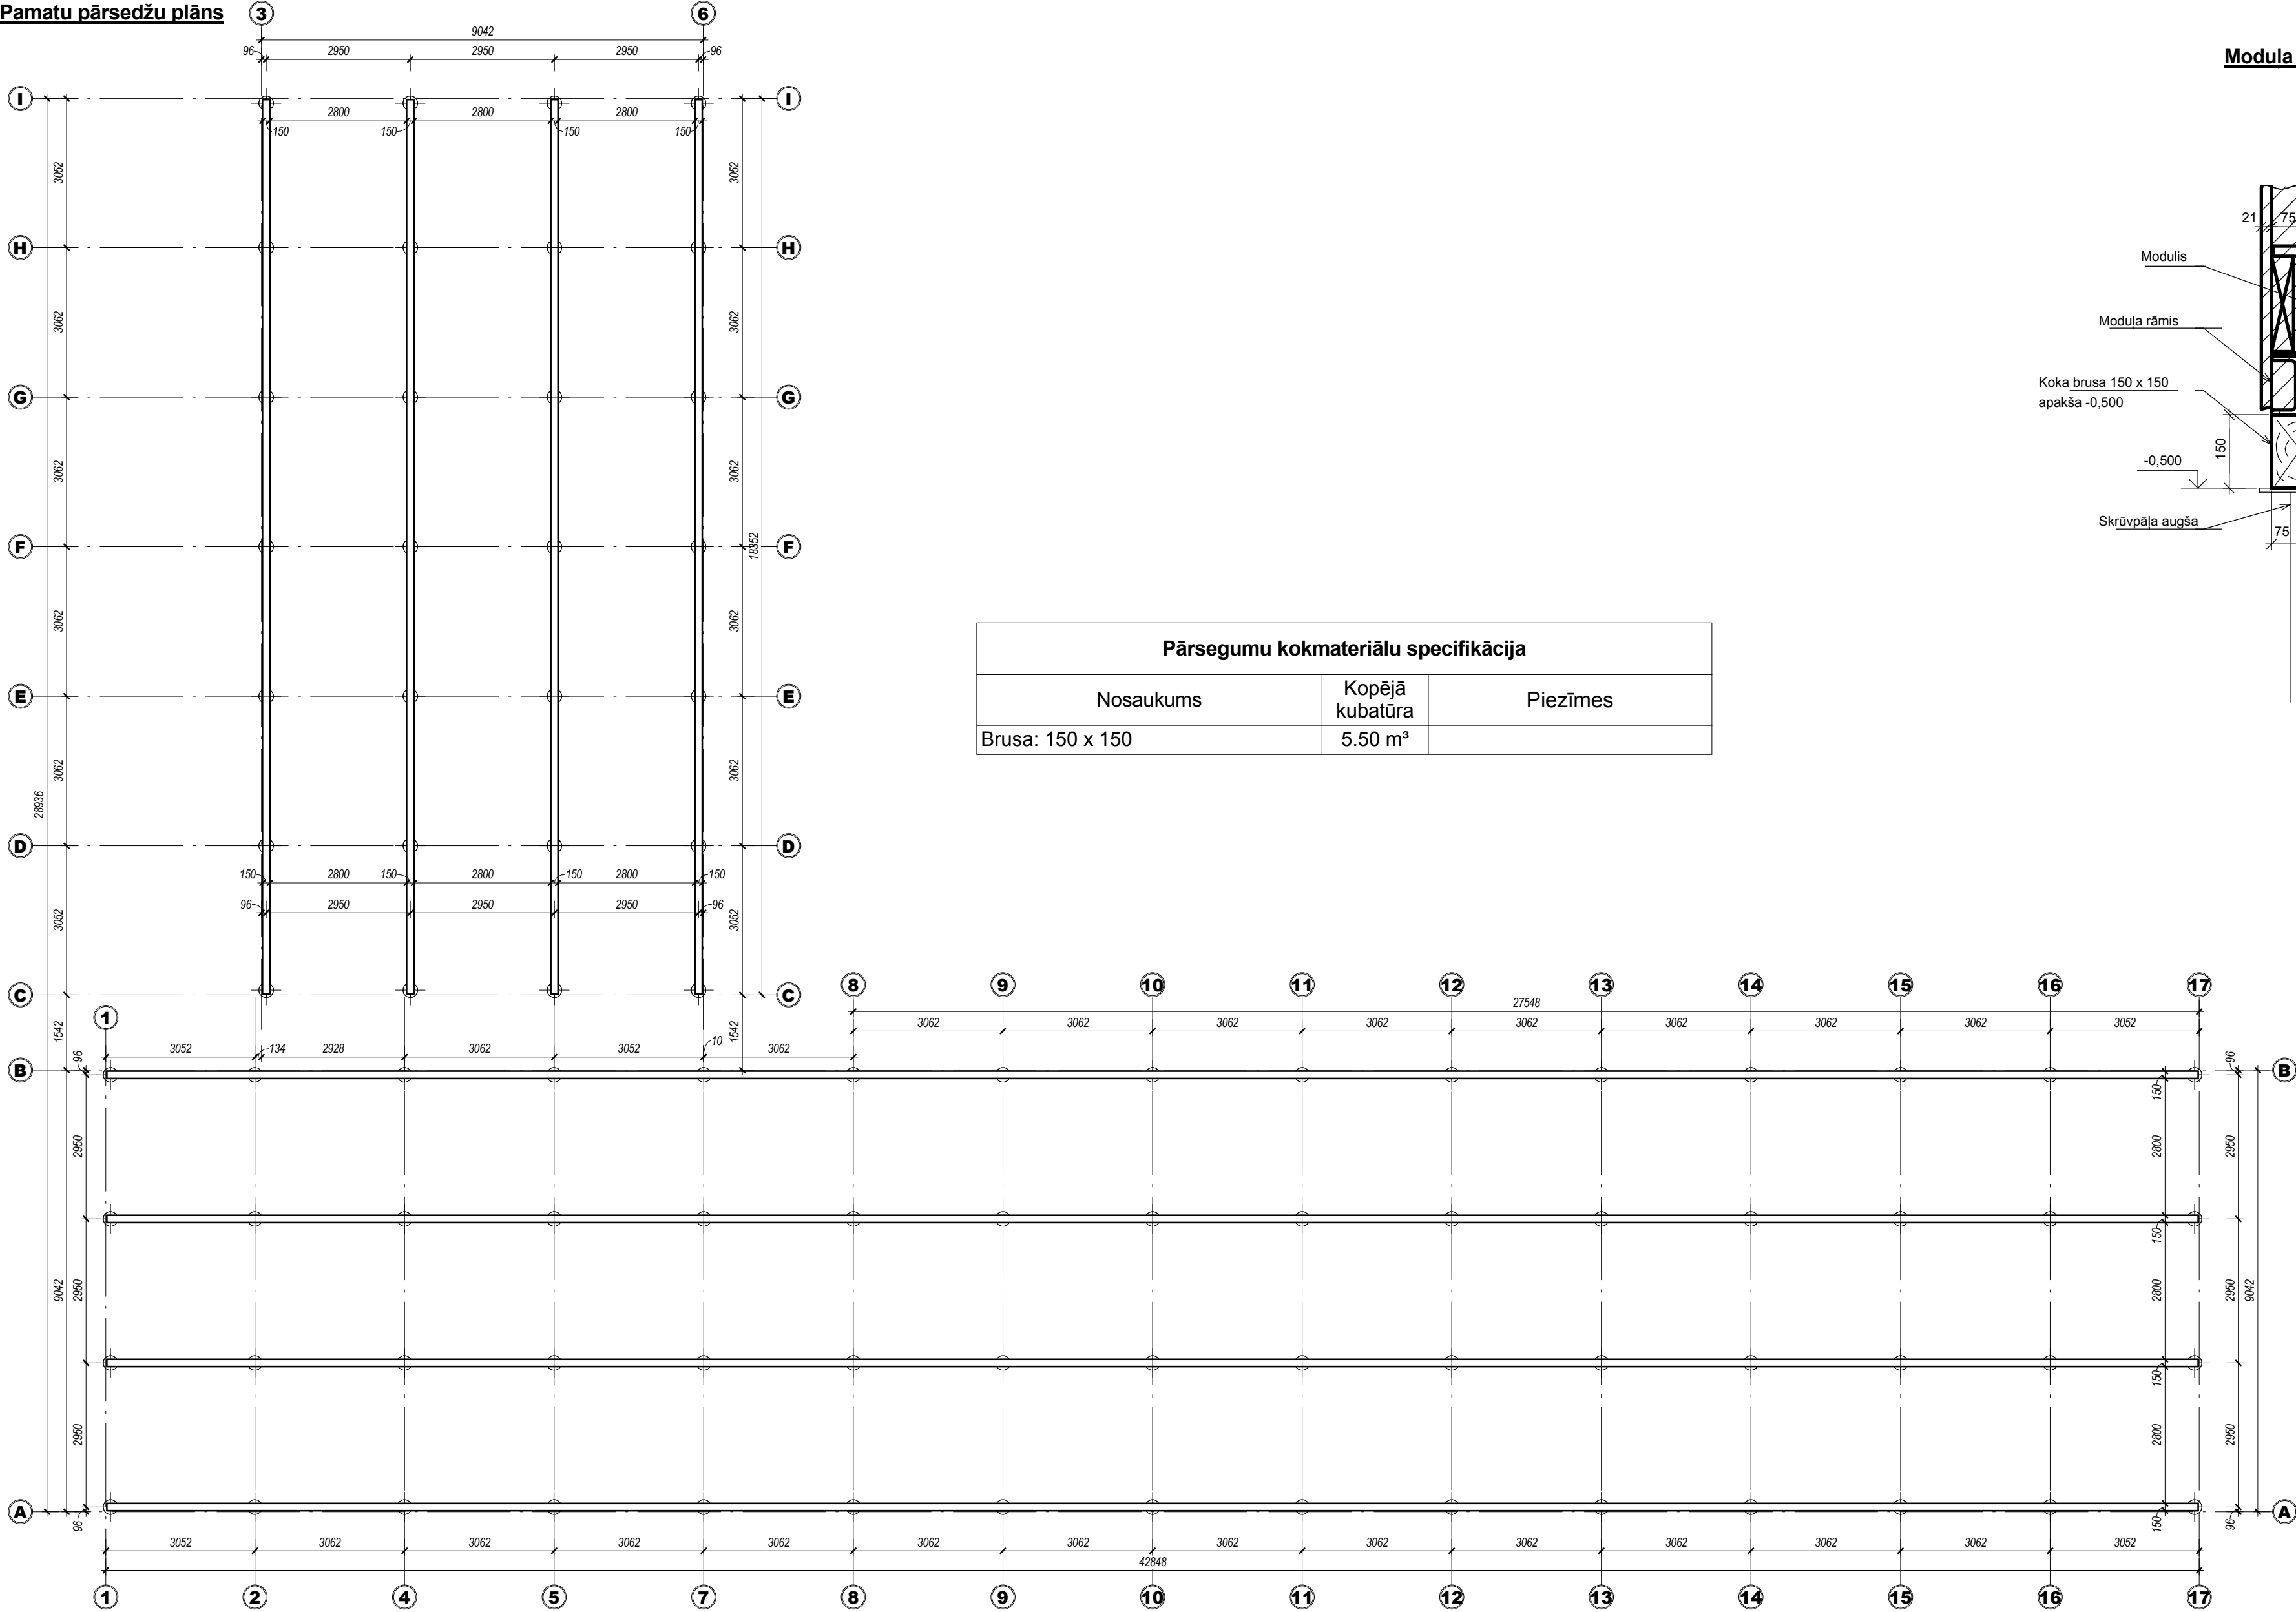 Pamatu pārsedžu plāns
3 6
9042
96 2950 2950 2950 96
I I
2800 2800 2800
150 150 150 150
3052 3052
H H
3062 3062
G G
3062 3062
F F
18352
3062 3062
E E
3062 3062
28936
D D
150 2800 150 2800 150 2800 150
96 2950 2950 2950 96
3052 3052
C C
1542 1542
Moduļa
21 75
Modulis
Moduļa rāmis
Koka brusa 150 x 150
apakša -0,500
150
-0,500
Skrūvpāļa augša
75
Pārsegumu kokmateriālu specifikācija
Nosaukums Kopējā kubatūra Piezīmes
Brusa: 150 x 150 5.50 m³
8 9 10 11 12 13 14 15 16 17
27548
3062 3062 3062 3062 3062 3062 3062 3062 3052
1
3052 134 2928 3062 3052 10 3062
96 96
B B
150
2950 2800 2950
150
9042 2950 2800 2950 9042
150
2950 2800 2950
A A
96 150 96
3052 3062 3062 3062 3062 3062 3062 3062 3062 3062 3062 3062 3062 3052
42848
1 2 4 5 7 8 9 10 11 12 13 14 15 16 17